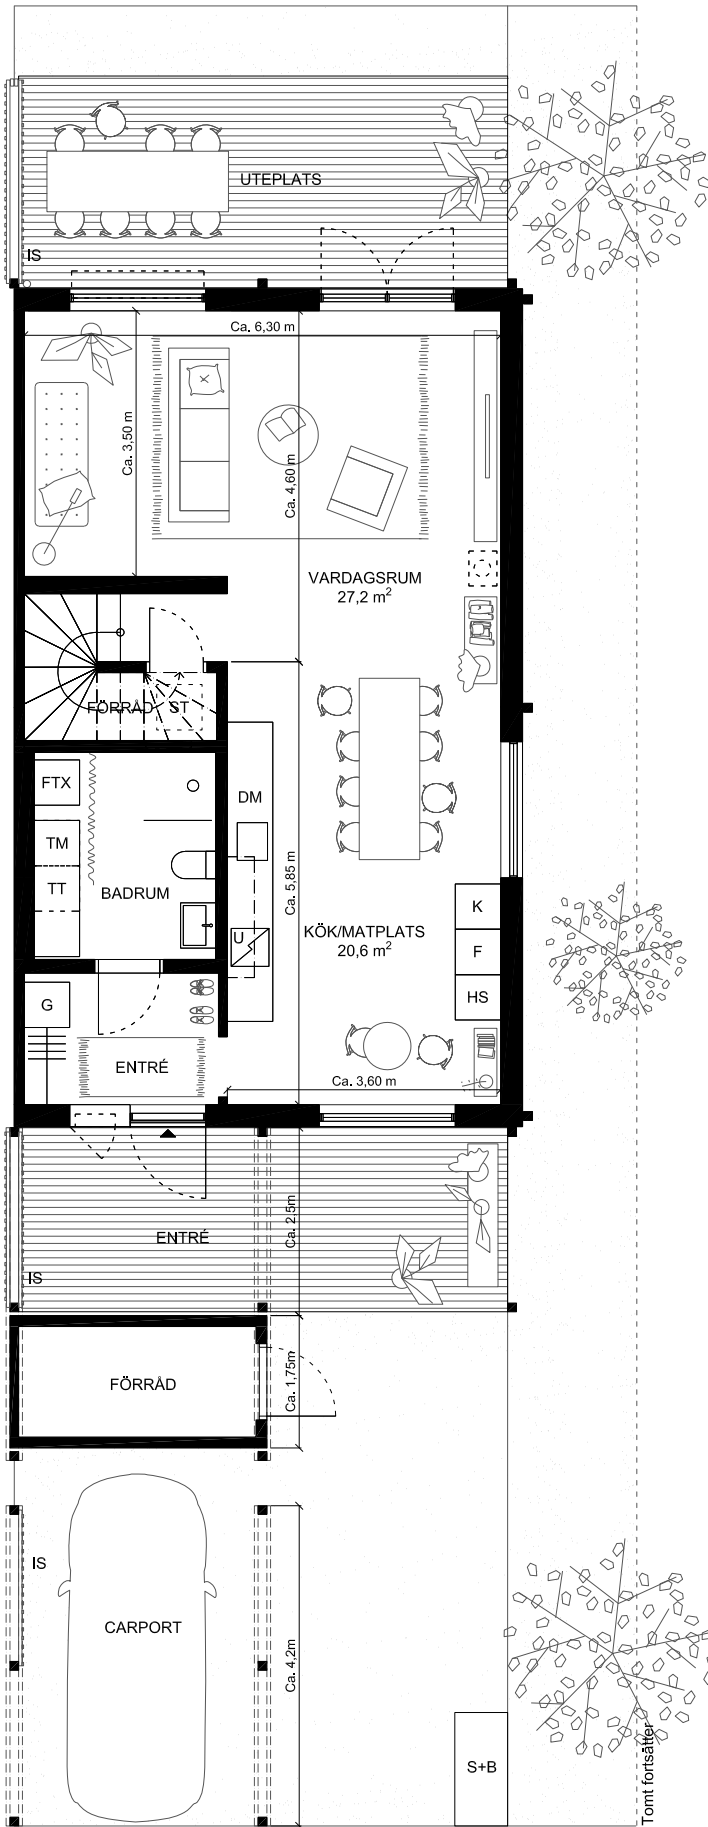 UTEPLATS
IS
Ca. 6,30 m
Ca. 3,50 m
Ca. 4,60 m
VARDAGSRUM
27,2 m²
FÖRRÅD
ST
FTX
DM
TM
TT
BADRUM
Ca. 5,85 m
K
U
KÖK/MATPLATS
20,6 m²
F
HS
G
ENTRÉ
Ca. 3,60 m
Ca. 2,5m
ENTRÉ
IS
FÖRRÅD
Ca. 1,75m
IS
CARPORT
Ca. 4,2m
S+B
Tomt fortsätter